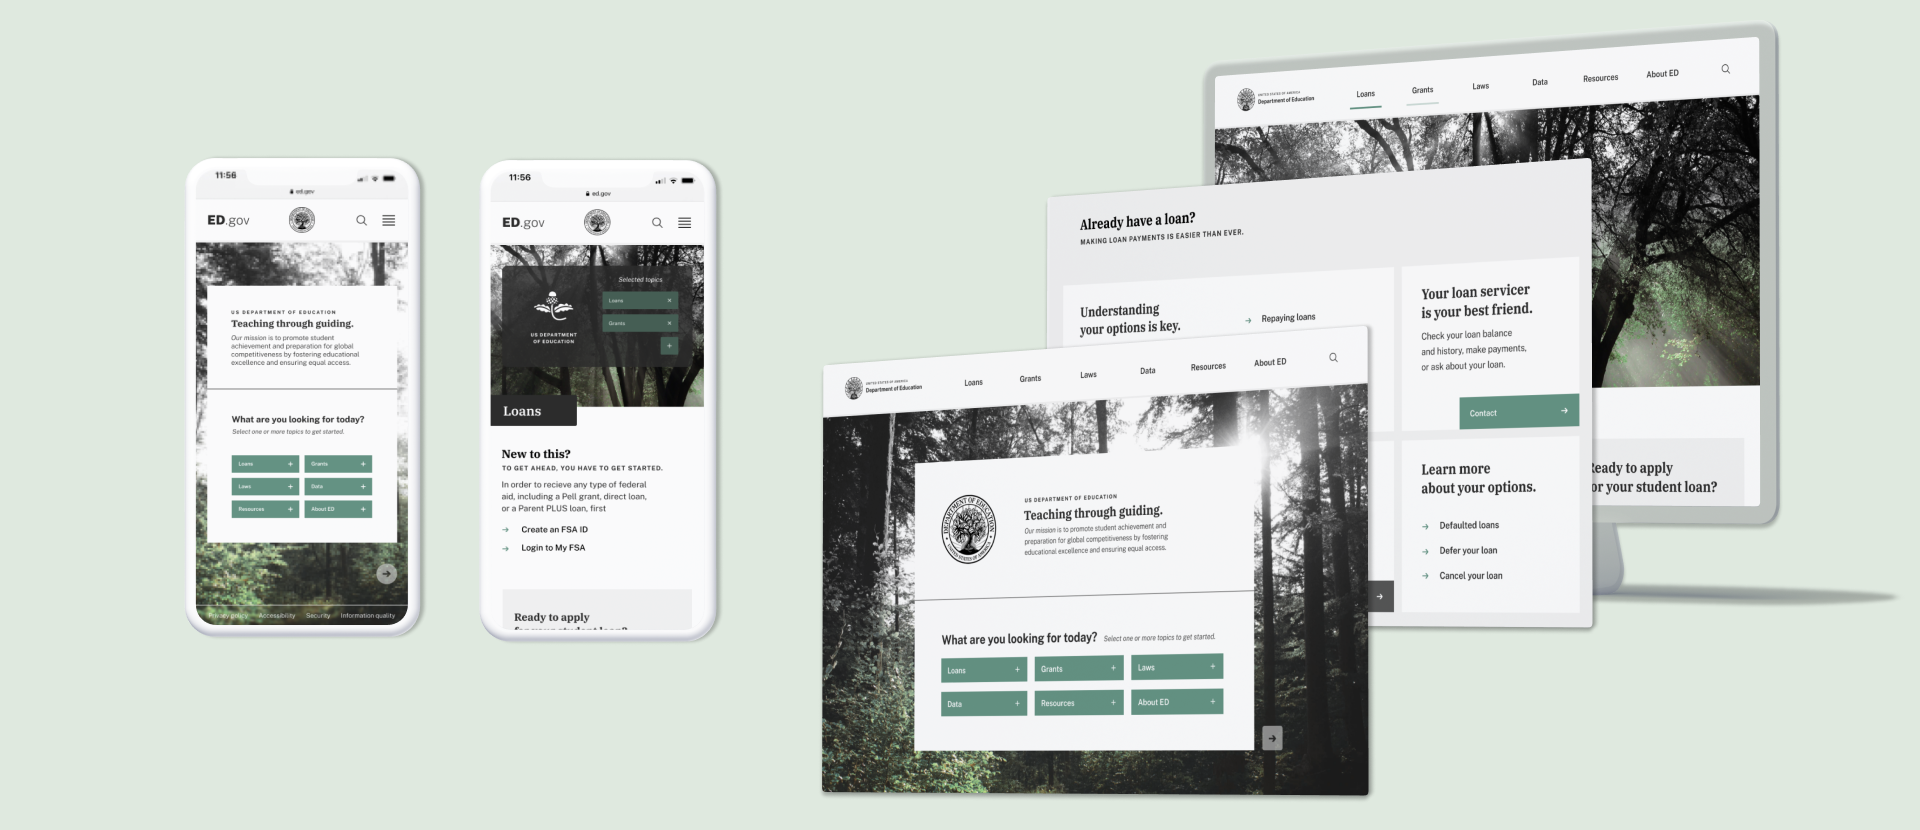 11:56
ed.gov
ED.gov
US DEPARTMENT OF EDUCATION
Teaching through guiding.
Our mission is to promote student
achievement and preparation for global
competitiveness by fostering educational
excellence and ensuring equal access.
What are you looking for today?
Select one or more topics to get started.
Loans +
Grants +
Laws +
Data +
Resources +
About ED +
Privacy policy
Accessibility
Security
Information quality
11:56
ed.gov
ED.gov
Selected topics
Loans ×
Grants ×
+
US DEPARTMENT
OF EDUCATION
Loans
New to this?
TO GET AHEAD, YOU HAVE TO GET STARTED.
In order to recieve any type of federal
aid, including a Pell grant, direct loan,
or a Parent PLUS loan, first
Create an FSA ID
Login to My FSA
Ready to apply
for your student loan?
UNITED STATES OF AMERICA
Department of Education
Loans
Grants
Laws
Data
Resources
About ED
Already have a loan?
MAKING LOAN PAYMENTS IS EASIER THAN EVER.
Understanding
your options is key.
Repaying loans
Your loan servicer
is your best friend.
Check your loan balance
and history, make payments,
or ask about your loan.
Contact
Learn more
about your options.
Defaulted loans
Defer your loan
Cancel your loan
Ready to apply
or your student loan?
UNITED STATES OF AMERICA
Department of Education
Loans
Grants
Laws
Data
Resources
About ED
DEPARTMENT OF EDUCATION
UNITED STATES OF AMERICA
US DEPARTMENT OF EDUCATION
Teaching through guiding.
Our mission is to promote student achievement and
preparation for global competitiveness by fostering
educational excellence and ensuring equal access.
What are you looking for today? Select one or more topics to get started.
Loans +
Grants +
Laws +
Data +
Resources +
About ED +